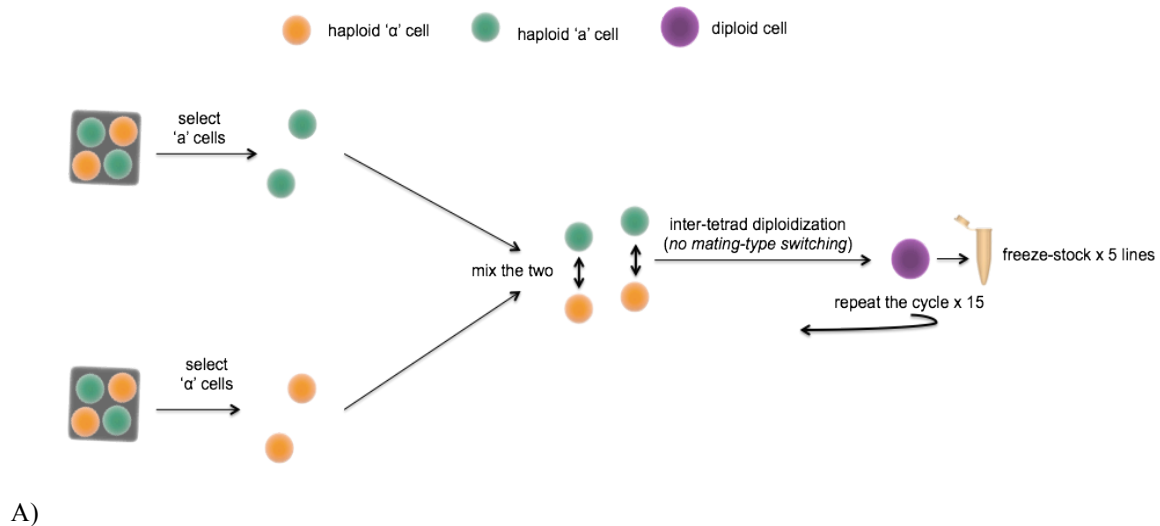 haploid ‘α’ cell
haploid ‘a’ cell
diploid cell
select
‘a’ cells
mix the two
inter-tetrad diploidization
(no mating-type switching)
freeze-stock x 5 lines
repeat the cycle x 15
select
‘α’ cells
A)